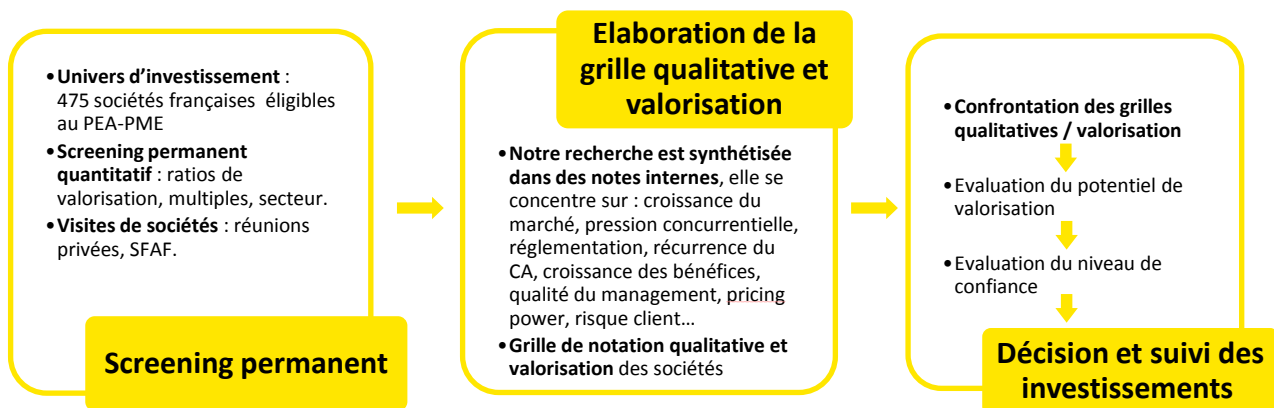 •Univers d'investissement :
475 sociétés françaises éligibles
au PEA-PME
•Screening permanent
quantitatif : ratios de
valorisation, multiples, secteur.
•Visites de sociétés : réunions
privées, SFAF.
Screening permanent
Elaboration de la
grille qualitative et
valorisation
•Notre recherche est synthétisée
dans des notes internes, elle se
concentre sur : croissance du
marché, pression concurrentielle,
réglementation, récurrence du
CA, croissance des bénéfices,
qualité du management, pricing
power, risque client…
•Grille de notation qualitative et
valorisation des sociétés
•Confrontation des grilles
qualitatives / valorisation
•Evaluation du potentiel de
valorisation
•Evaluation du niveau de
confiance
Décision et suivi des
investissements